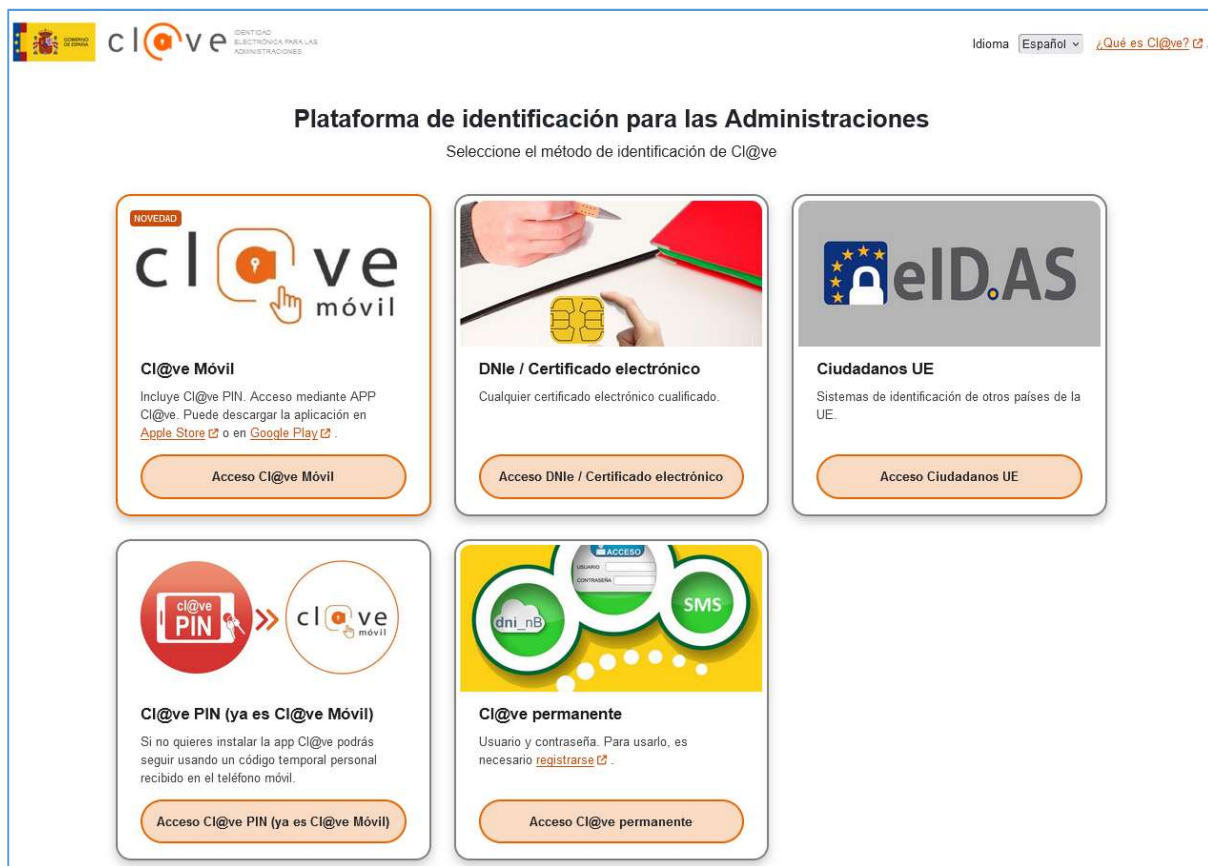 GOBIERNO
DE ESPAÑA
cl@ve
IDENTIDAD
ELECTRÓNICA PARA LAS
ADMINISTRACIONES
Idioma Español ¿Qué es Cl@ve? .
Plataforma de identificación para las Administraciones
Seleccione el método de identificación de Cl@ve
NOVEDAD
cl@ve
móvil
Cl@ve Móvil
Incluye Cl@ve PIN. Acceso mediante APP
Cl@ve. Puede descargar la aplicación en
Apple Store o en Google Play .
Acceso Cl@ve Móvil
DNIe / Certificado electrónico
Cualquier certificado electrónico cualificado.
Acceso DNIe / Certificado electrónico
eID.AS
Ciudadanos UE
Sistemas de identificación de otros países de la
UE.
Acceso Ciudadanos UE
cl@ve
PIN
cl@ve
móvil
Cl@ve PIN (ya es Cl@ve Móvil)
Si no quieres instalar la app Cl@ve podrás
seguir usando un código temporal personal
recibido en el teléfono móvil.
Acceso Cl@ve PIN (ya es Cl@ve Móvil)
ACCESO
USUARIO
CONTRASEÑA
dni_nB
SMS
Cl@ve permanente
Usuario y contraseña. Para usarlo, es
necesario registrarse .
Acceso Cl@ve permanente